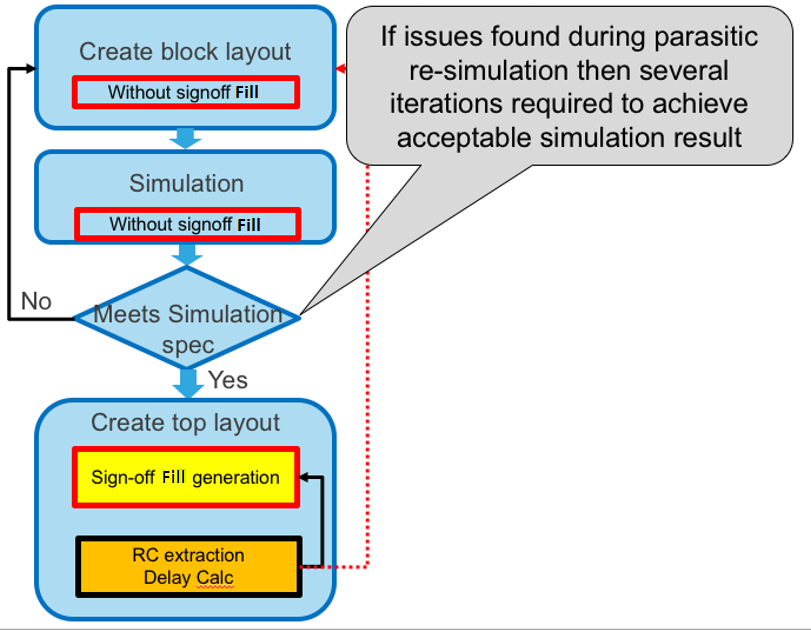 Create block layout
Without signoff Fill
If issues found during parasitic
re-simulation then several
iterations required to achieve
acceptable simulation result
Simulation
Without signoff Fill
Meets Simulation
spec
No
Yes
Create top layout
Sign-off Fill generation
RC extraction
Delay Calc